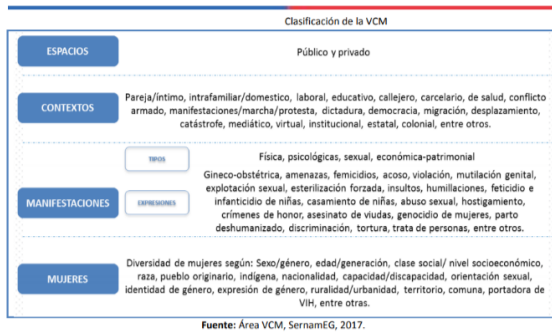 Clasificación de la VCM
ESPACIOS
Público y privado
CONTEXTOS
Pareja/íntimo, intrafamiliar/domestico, laboral, educativo, callejero, carcelario, de salud, conflicto
armado, manifestaciones/marcha/protesta, dictadura, democracia, migración, desplazamiento,
catástrofe, mediático, virtual, institucional, estatal, colonial, entre otros.
MANIFESTACIONES
TIPOS
Física, psicológicas, sexual, económica-patrimonial
EXPRESIONES
Gineco-obstétrica, amenazas, femicidios, acoso, violación, mutilación genital,
explotación sexual, esterilización forzada, insultos, humillaciones, feticidio e
infanticidio de niñas, casamiento de niñas, abuso sexual, hostigamiento,
crímenes de honor, asesinato de viudas, genocidio de mujeres, parto
deshumanizado, discriminación, tortura, trata de personas, entre otros.
MUJERES
Diversidad de mujeres según: Sexo/género, edad/generación, clase social/ nivel socioeconómico,
raza, pueblo originario, indígena, nacionalidad, capacidad/discapacidad, orientación sexual,
identidad de género, expresión de género, ruralidad/urbanidad, territorio, comuna, portadora de
VIH, entre otras.
Fuente: Área VCM, SernamEG, 2017.